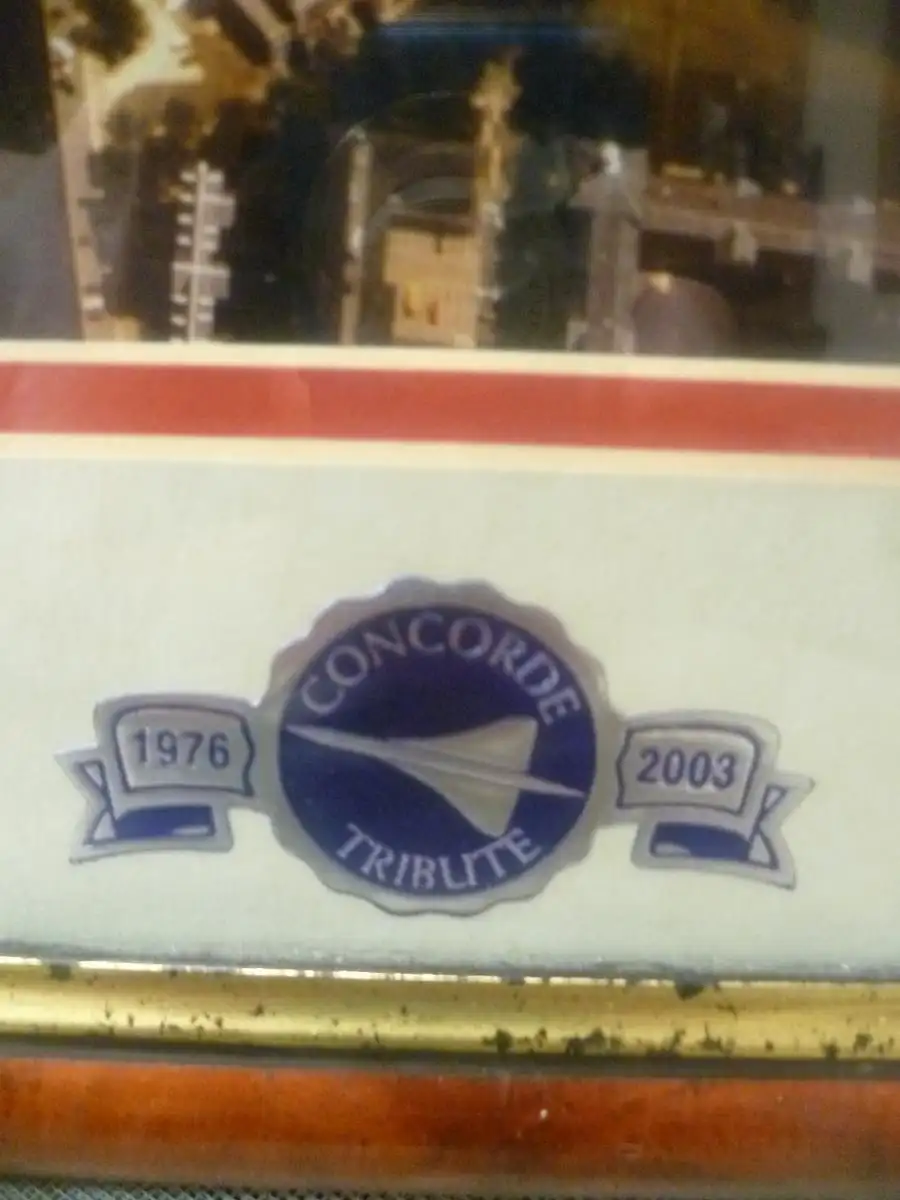 CONCORDE
1976
2003
TRIBUTE